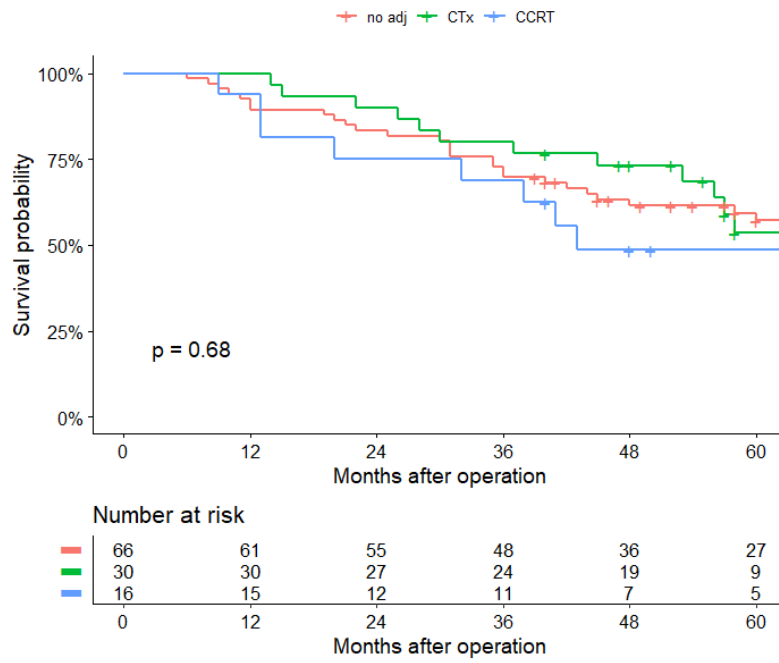 no adj CTx CCRT
100%
75%
50%
25%
0%
Survival probability
p = 0.68
0 12 24 36 48 60
Months after operation
Number at risk
66 61 55 48 36 27
30 30 27 24 19 9
16 15 12 11 7 5
0 12 24 36 48 60
Months after operation